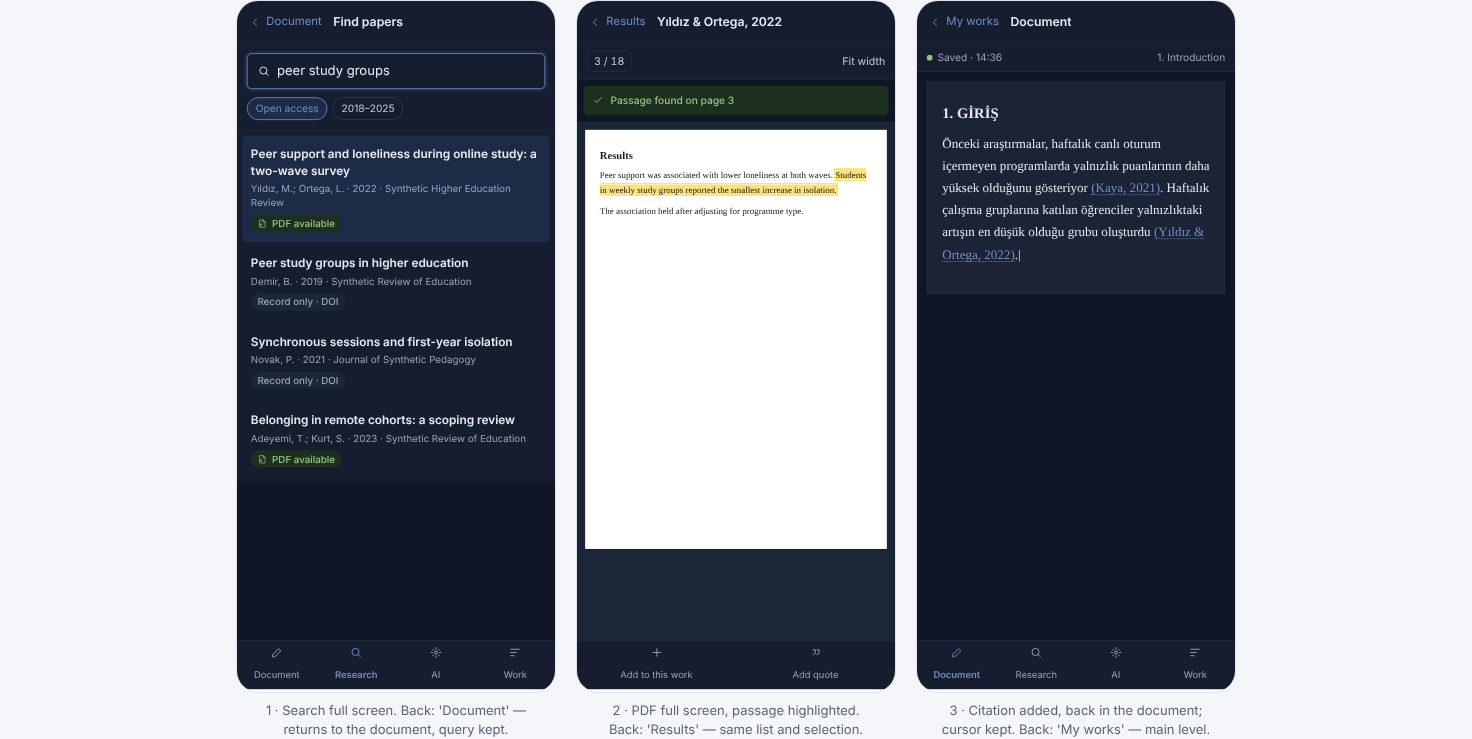 Document Find papers
peer study groups
Open access 2018–2025
Peer support and loneliness during online study: a
two-wave survey
Yıldız, M.; Ortega, L. · 2022 · Synthetic Higher Education
Review
PDF available
Peer study groups in higher education
Demir, B. · 2019 · Synthetic Review of Education
Record only · DOI
Synchronous sessions and first-year isolation
Novak, P. · 2021 · Journal of Synthetic Pedagogy
Record only · DOI
Belonging in remote cohorts: a scoping review
Adeyemi, T.; Kurt, S. · 2023 · Synthetic Review of Education
PDF available
Document Research AI Work
1 · Search full screen. Back: 'Document' —
returns to the document, query kept.
Results Yıldız & Ortega, 2022
3 / 18 Fit width
Passage found on page 3
Results
Peer support was associated with lower loneliness at both waves. Students
in weekly study groups reported the smallest increase in isolation.
The association held after adjusting for programme type.
Add to this work Add quote
2 · PDF full screen, passage highlighted.
Back: 'Results' — same list and selection.
My works Document
Saved · 14:36 1. Introduction
1. GİRİŞ
Önceki araştırmalar, haftalık canlı oturum
içermeyen programlarda yalnızlık puanlarının daha
yüksek olduğunu gösteriyor (Kaya, 2021). Haftalık
çalışma gruplarına katılan öğrenciler yalnızlıktaki
artışın en düşük olduğu grubu oluşturdu (Yıldız &
Ortega, 2022).
Document Research AI Work
3 · Citation added, back in the document;
cursor kept. Back: 'My works' — main level.